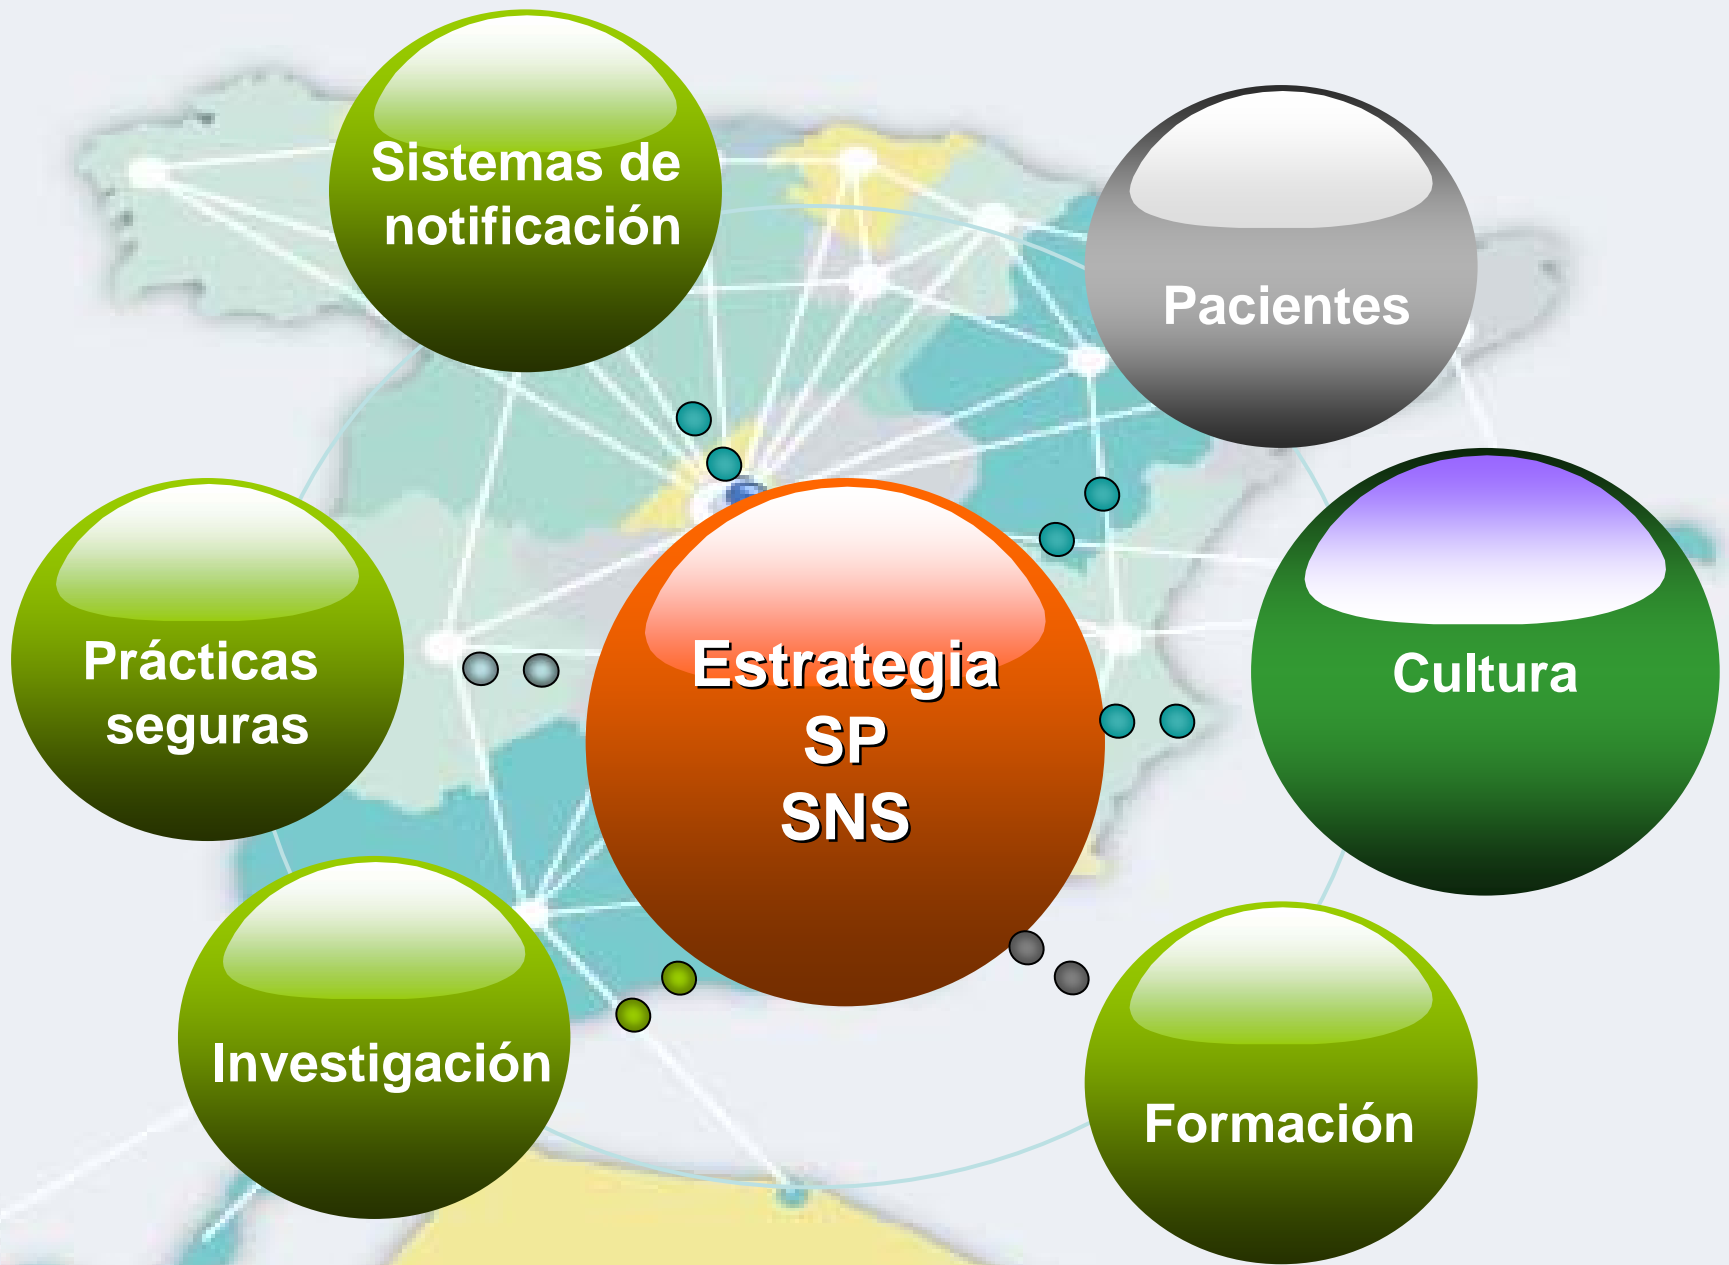 Sistemas de
notificación
Pacientes
Prácticas
seguras
Estrategia
SP
SNS
Cultura
Investigación
Formación